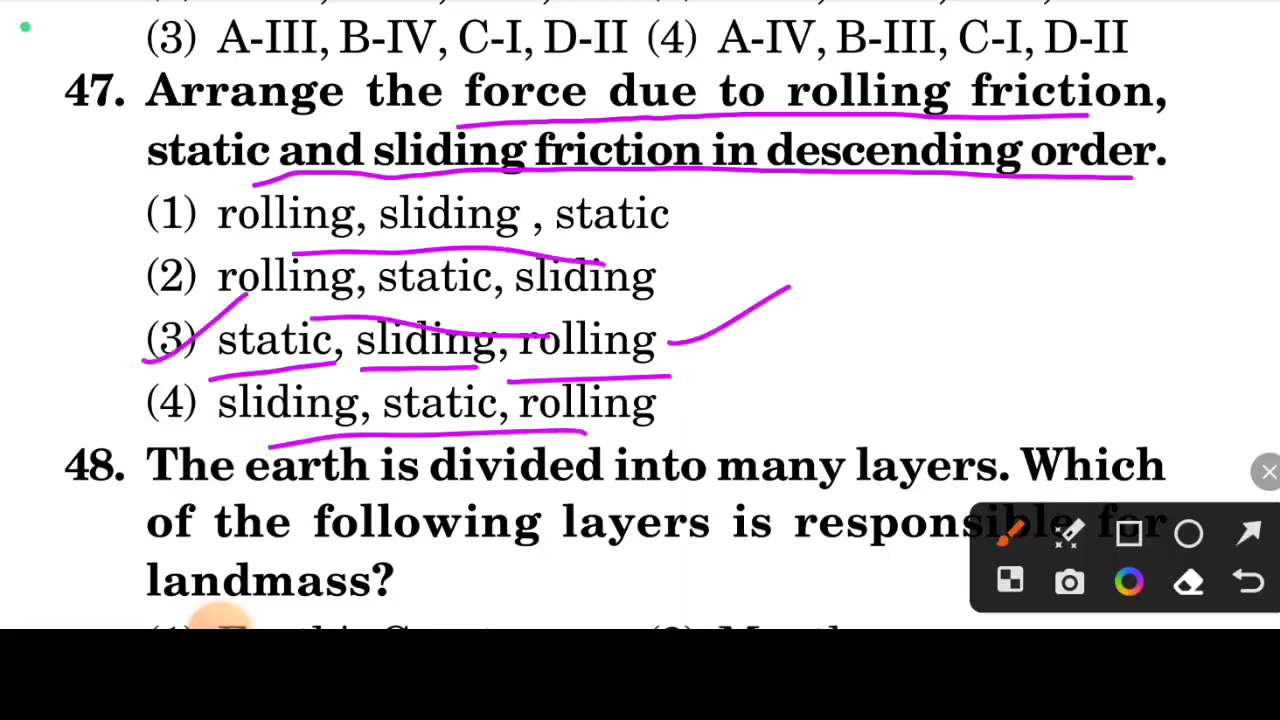 (3) A-III, B-IV, C-I, D-II (4) A-IV, B-III, C-I, D-II
47. Arrange the force due to rolling friction,
static and sliding friction in descending order.
(1) rolling, sliding , static
(2) rolling, static, sliding
(3) static, sliding, rolling
(4) sliding, static, rolling
48. The earth is divided into many layers. Which
of the following layers is responsible for
landmass?